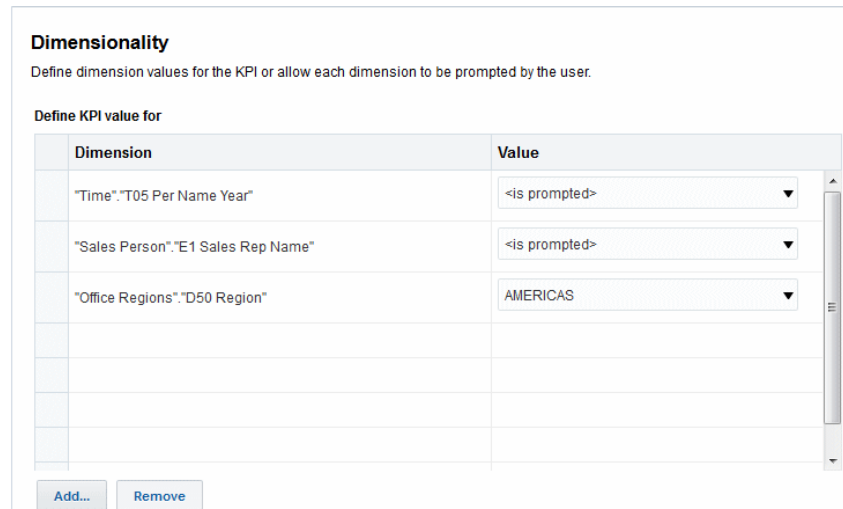 Dimensionality
Define dimension values for the KPI or allow each dimension to be prompted by the user.
Define KPI value for
Dimension Value
"Time"."T05 Per Name Year" <is prompted>
"Sales Person"."E1 Sales Rep Name" <is prompted>
"Office Regions"."D50 Region" AMERICAS
Add... Remove